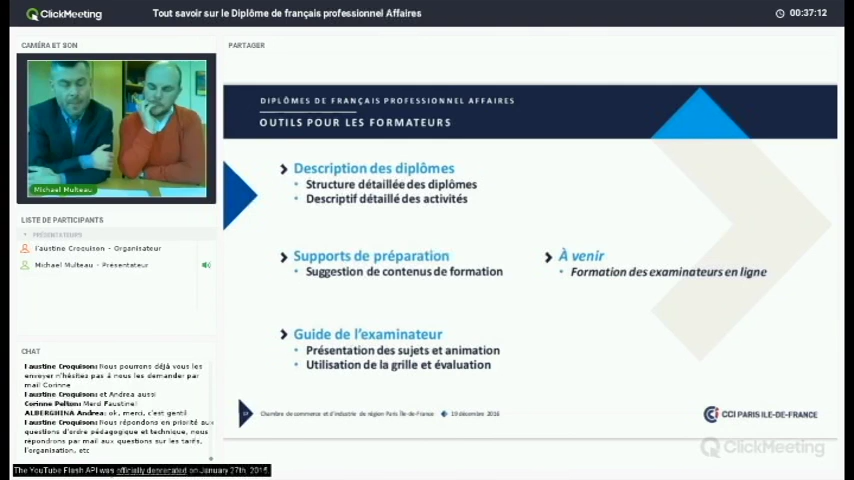 ClickMeeting
Tout savoir sur le Diplôme de français professionnel Affaires
00:37:12
CAMÉRA ET SON
PARTAGER
Michael Multeau
DIPLÔMES DE FRANÇAIS PROFESSIONNEL AFFAIRES
OUTILS POUR LES FORMATEURS
Description des diplômes
• Structure détaillée des diplômes
• Descriptif détaillé des activités
Supports de préparation
• Suggestion de contenus de formation
À venir
• Formation des examinateurs en ligne
Guide de l'examinateur
• Présentation des sujets et animation
• Utilisation de la grille et évaluation
17
Chambre de commerce et d'industrie de région Paris Île-de-France
19 décembre 2016
CCI PARIS ILE-DE-FRANCE
ClickMeeting
LISTE DE PARTICIPANTS
PRÉSENTATEURS
Faustine Croquison - Organisateur
Michael Multeau - Présentateur
CHAT
Faustine Croquison: Nous pourrons déjà vous les
envoyer n'hésitez pas à nous les demander par
mail Corinne
Faustine Croquison: et Andrea aussi
Corinne Pelton: Merci Faustine!
ALBERGHINA Andrea: ok, merci, c'est gentil
Faustine Croquison: Nous répondons en priorité aux
questions d'ordre pédagogique et technique, nous
répondrons par mail aux questions sur les tarifs,
l'organisation, etc
The YouTube Flash API was officially deprecated on January 27th, 2015.